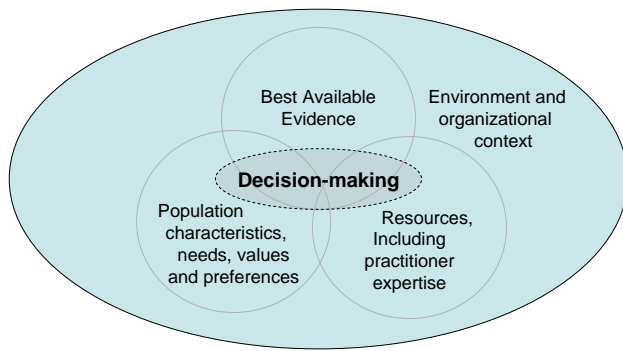 Best Available
Evidence
Environment and
organizational
context
Decision-making
Population
characteristics,
needs, values
and preferences
Resources,
Including
practitioner
expertise